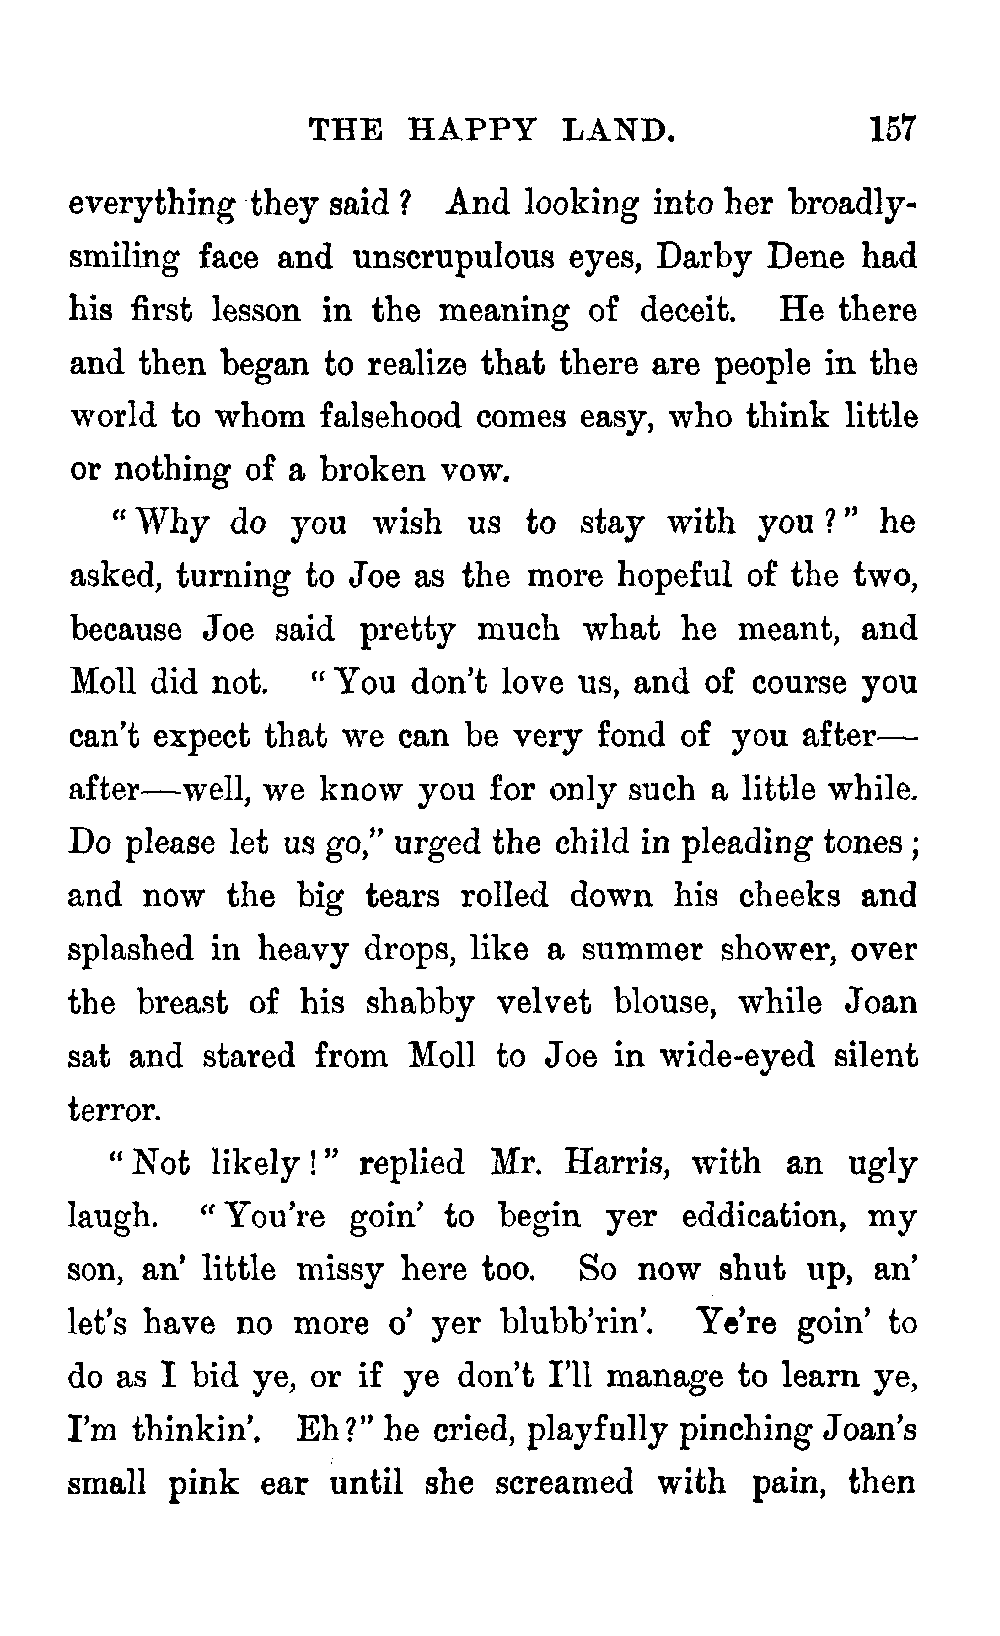 THE HAPPY LAND. 157
everything they said? And looking into her broadly-
smiling face and unscrupulous eyes, Darby Dene had
his first lesson in the meaning of deceit. He there
and then began to realize that there are people in the
world to whom falsehood comes easy, who think little
or nothing of a broken vow.
"Why do you wish us to stay with you?" he
asked, turning to Joe as the more hopeful of the two,
because Joe said pretty much what he meant, and
Moll did not. "You don't love us, and of course you
can't expect that we can be very fond of you after—
after—well, we know you for only such a little while.
Do please let us go," urged the child in pleading tones;
and now the big tears rolled down his cheeks and
splashed in heavy drops, like a summer shower, over
the breast of his shabby velvet blouse, while Joan
sat and stared from Moll to Joe in wide-eyed silent
terror.
"Not likely!" replied Mr. Harris, with an ugly
laugh. "You're goin' to begin yer eddication, my
son, an' little missy here too. So now shut up, an'
let's have no more o' yer blubb'rin'. Ye're goin' to
do as I bid ye, or if ye don't I'll manage to learn ye,
I'm thinkin'. Eh?" he cried, playfully pinching Joan's
small pink ear until she screamed with pain, then